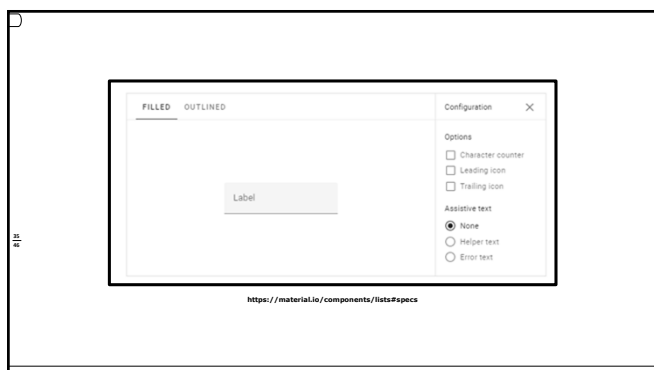 FILLED OUTLINED
Label
Configuration
Options
Character counter
Leading icon
Trailing icon
Assistive text
None
Helper text
Error text
35
46
https://material.io/components/lists#specs